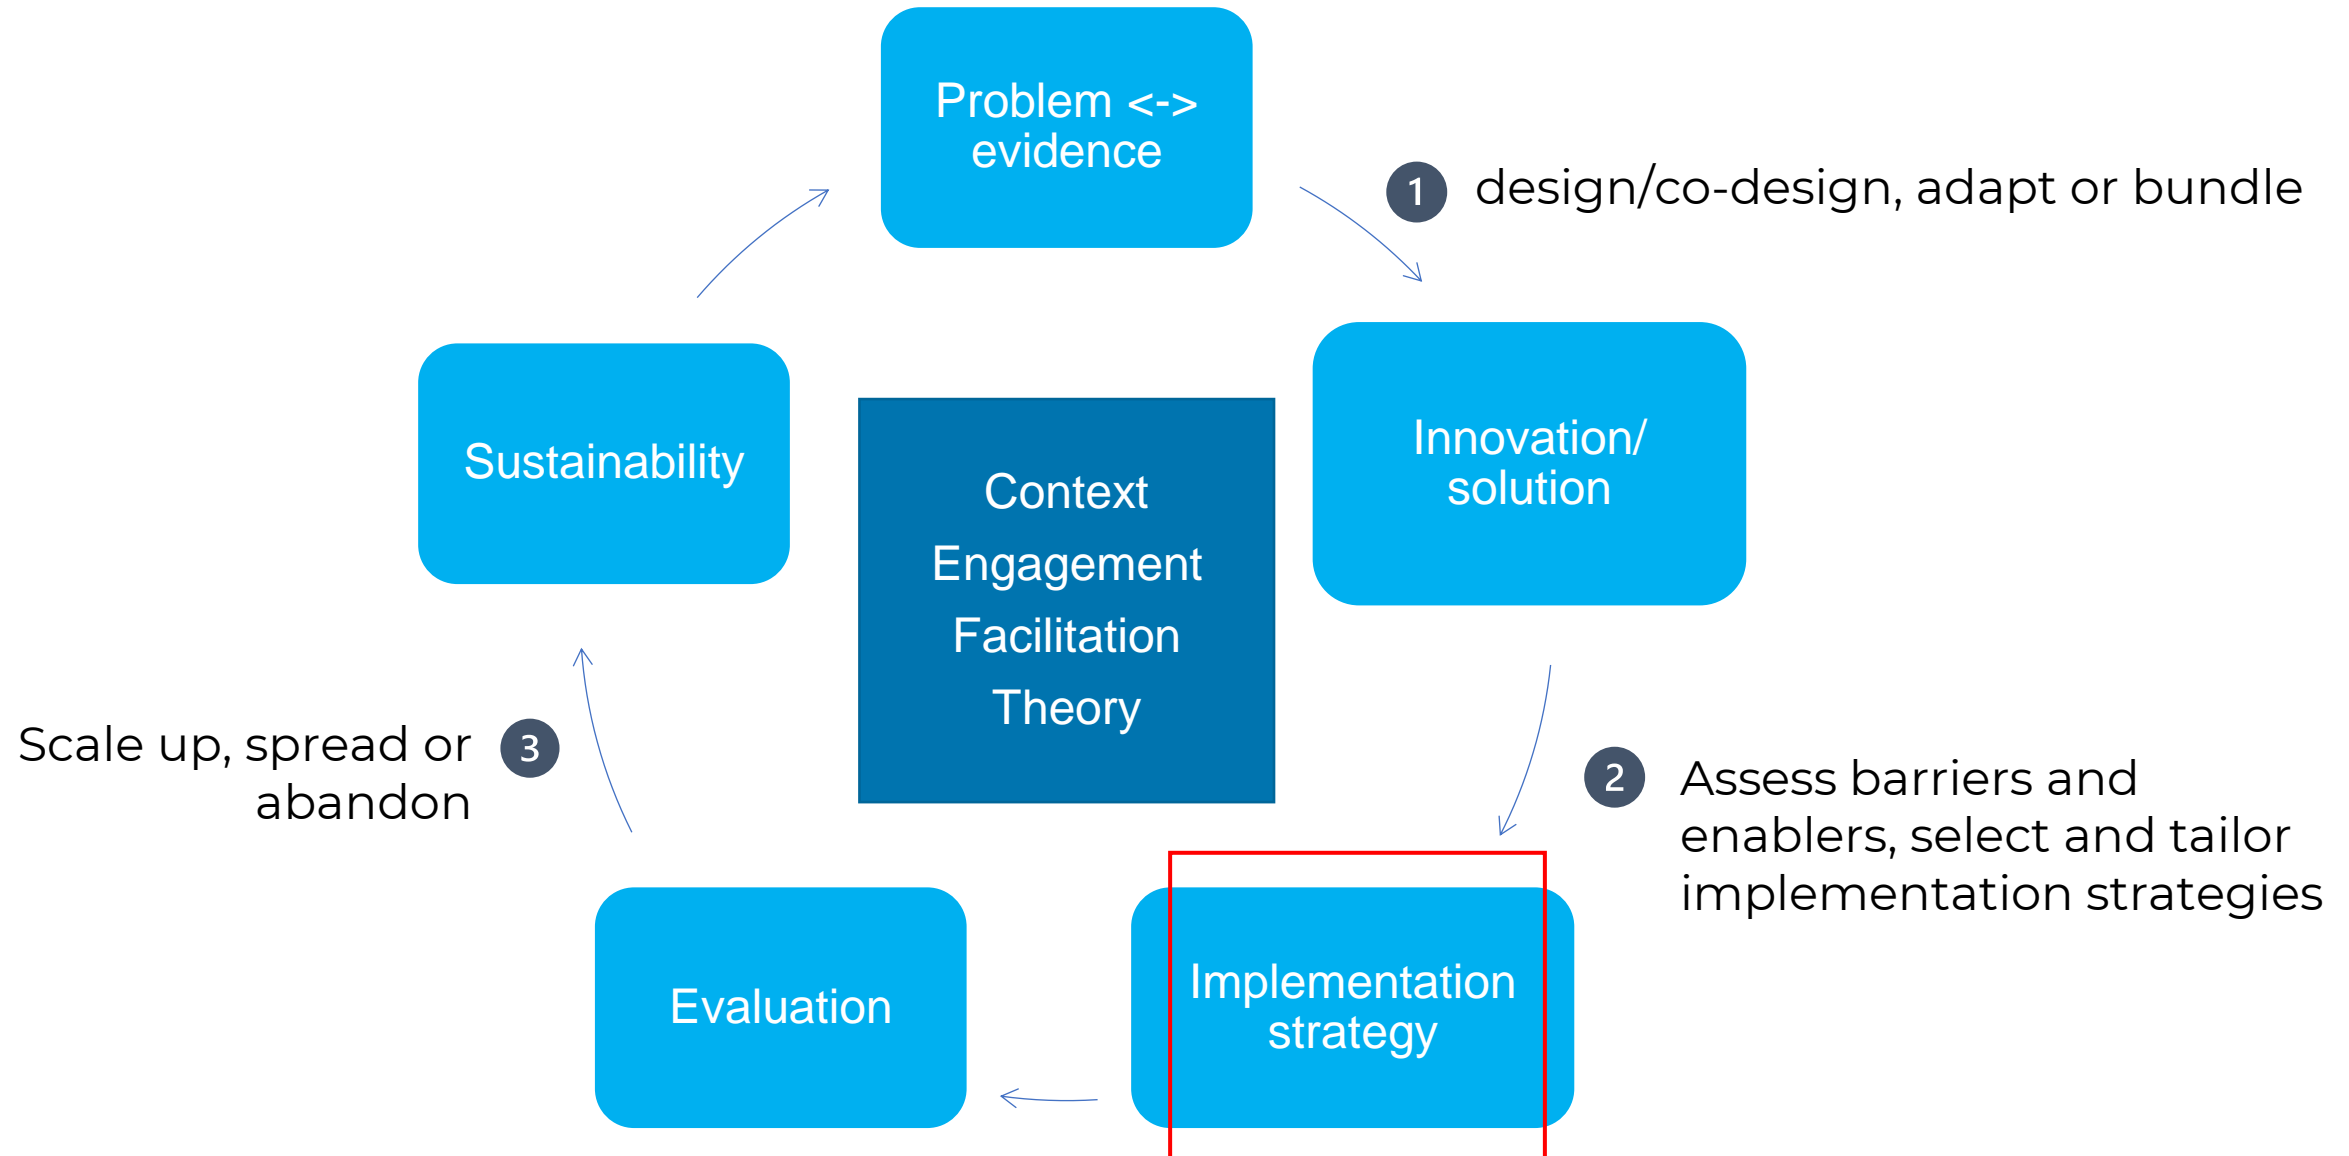 Problem <->
evidence
1
design/co-design, adapt or bundle
Innovation/
solution
Sustainability
Context
Engagement
Facilitation
Theory
2
Assess barriers and
enablers, select and tailor
implementation strategies
Implementation
strategy
Evaluation
3
Scale up, spread or
abandon